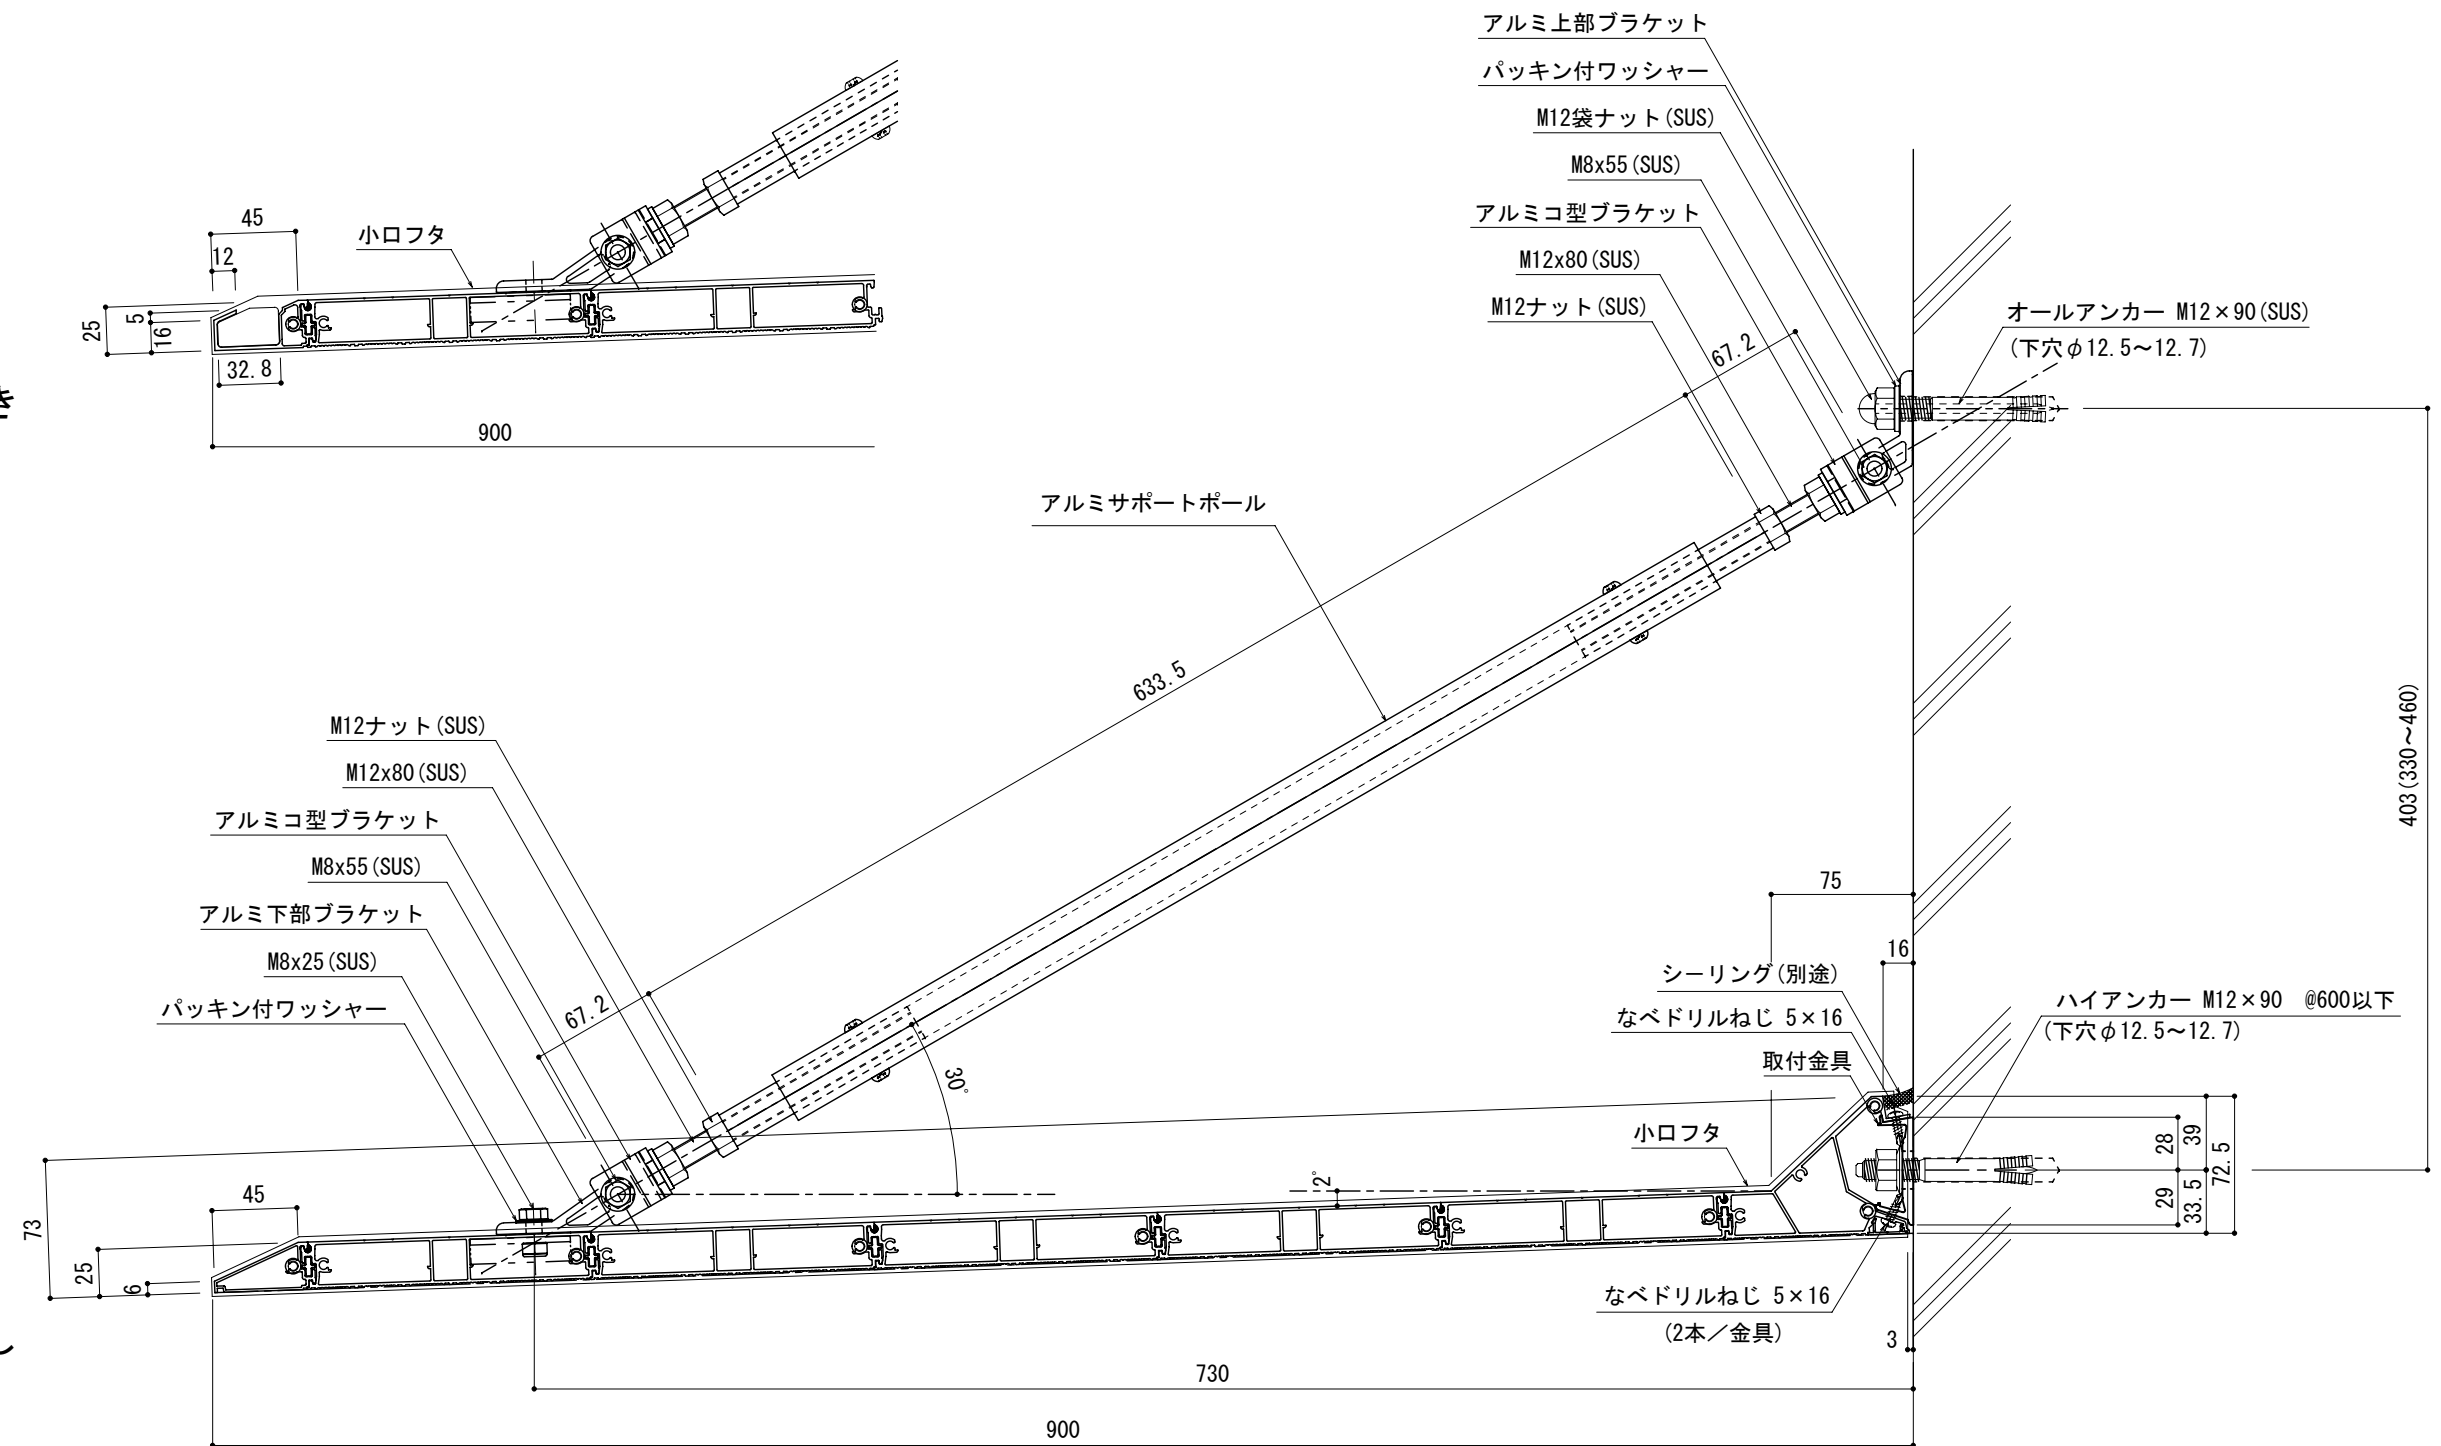 アルミ上部ブラケット
パッキン付ワッシャー
M12袋ナット(SUS)
M8x55(SUS)
アルミコ型ブラケット
M12x80(SUS)
M12ナット(SUS)
オールアンカー M12×90(SUS)
(下穴φ12.5～12.7)
45
12
小口フタ
25
5
16
32.8
900
き
67.2
アルミサポートポール
633.5
403(330～460)
M12ナット(SUS)
M12x80(SUS)
アルミコ型ブラケット
M8x55(SUS)
アルミ下部ブラケット
M8x25(SUS)
パッキン付ワッシャー
67.2
30°
75
16
シーリング(別途)
なべドリルねじ 5×16
取付金具
ハイアンカー M12×90 @600以下
(下穴φ12.5～12.7)
小口フタ
2°
28
39
72.5
29
33.5
73
45
25
6
なべドリルねじ 5×16
(2本／金具)
3
730
900